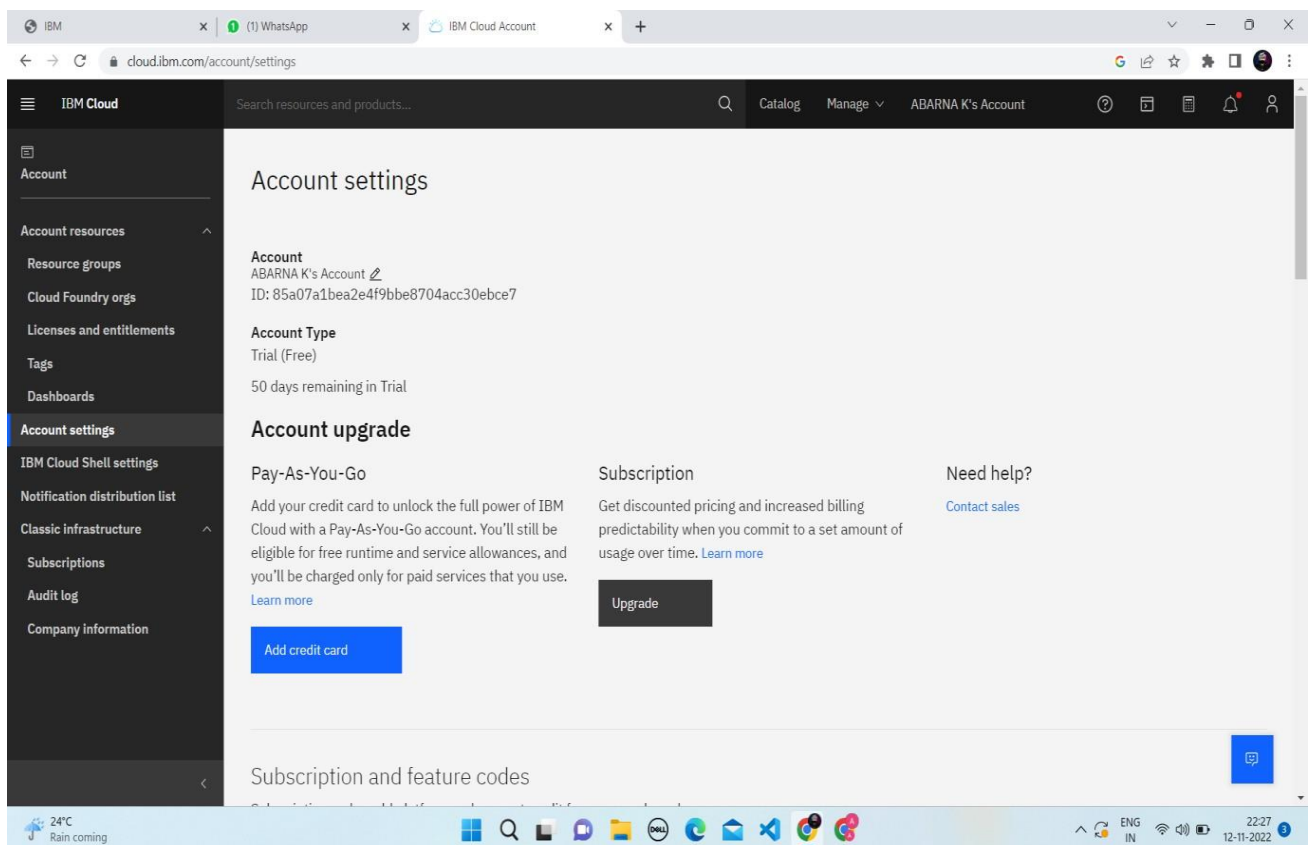 IBM
(1) WhatsApp
IBM Cloud Account
cloud.ibm.com/account/settings
IBM Cloud
Search resources and products...
Catalog
Manage
ABARNA K's Account
Account
Account resources
Resource groups
Cloud Foundry orgs
Licenses and entitlements
Tags
Dashboards
Account settings
IBM Cloud Shell settings
Notification distribution list
Classic infrastructure
Subscriptions
Audit log
Company information
Account settings
Account
ABARNA K's Account
ID: 85a07a1bea2e4f9bbe8704acc30ebce7
Account Type
Trial (Free)
50 days remaining in Trial
Account upgrade
Pay-As-You-Go
Add your credit card to unlock the full power of IBM
Cloud with a Pay-As-You-Go account. You'll still be
eligible for free runtime and service allowances, and
you'll be charged only for paid services that you use.
Learn more
Add credit card
Subscription
Get discounted pricing and increased billing
predictability when you commit to a set amount of
usage over time. Learn more
Upgrade
Need help?
Contact sales
Subscription and feature codes
24°C
Rain coming
DELL
ENG
IN
22:27
12-11-2022
3